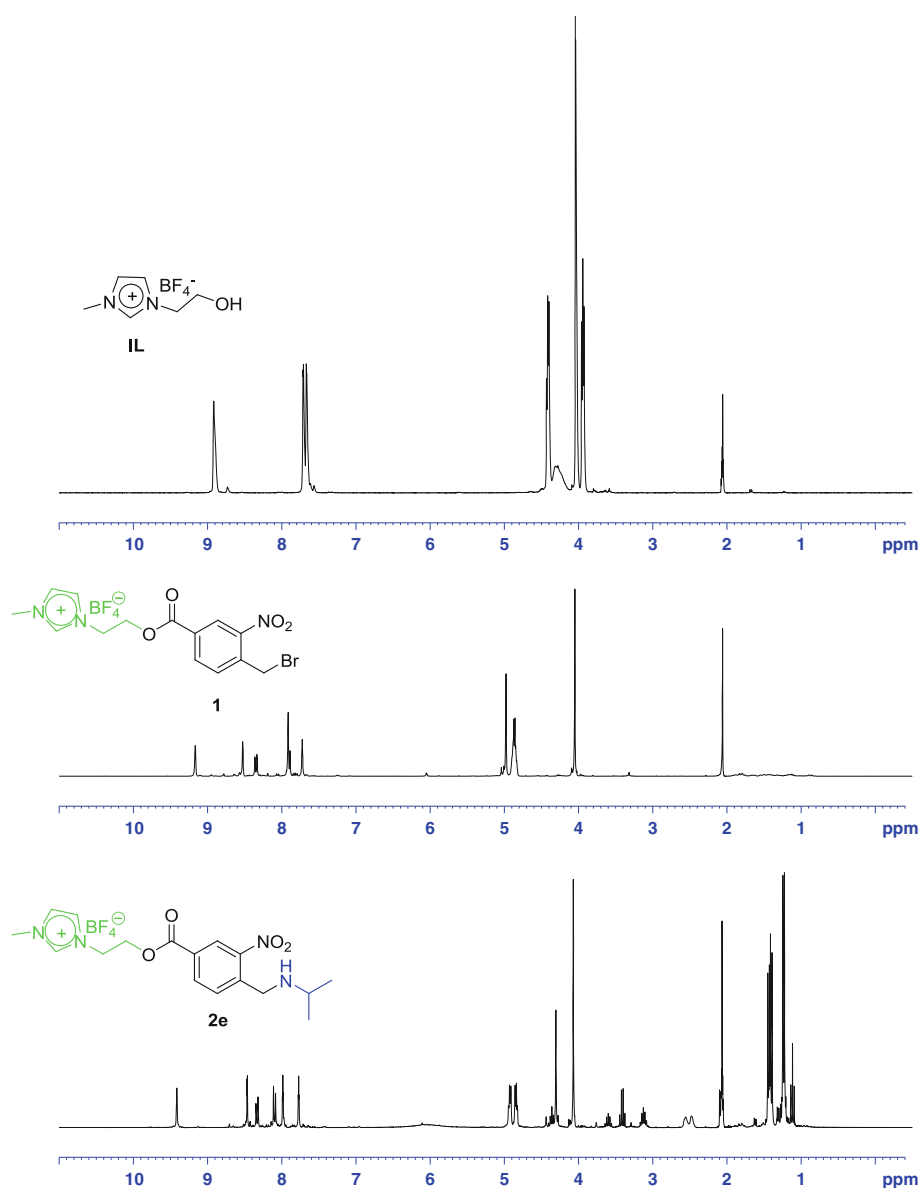 BF4-
N + N OH
IL
10 9 8 7 6 5 4 3 2 1 ppm
O
BF4⊖
N + N O NO2
Br
1
10 9 8 7 6 5 4 3 2 1 ppm
O
BF4⊖
N + N O NO2
H
N
2e
10 9 8 7 6 5 4 3 2 1 ppm